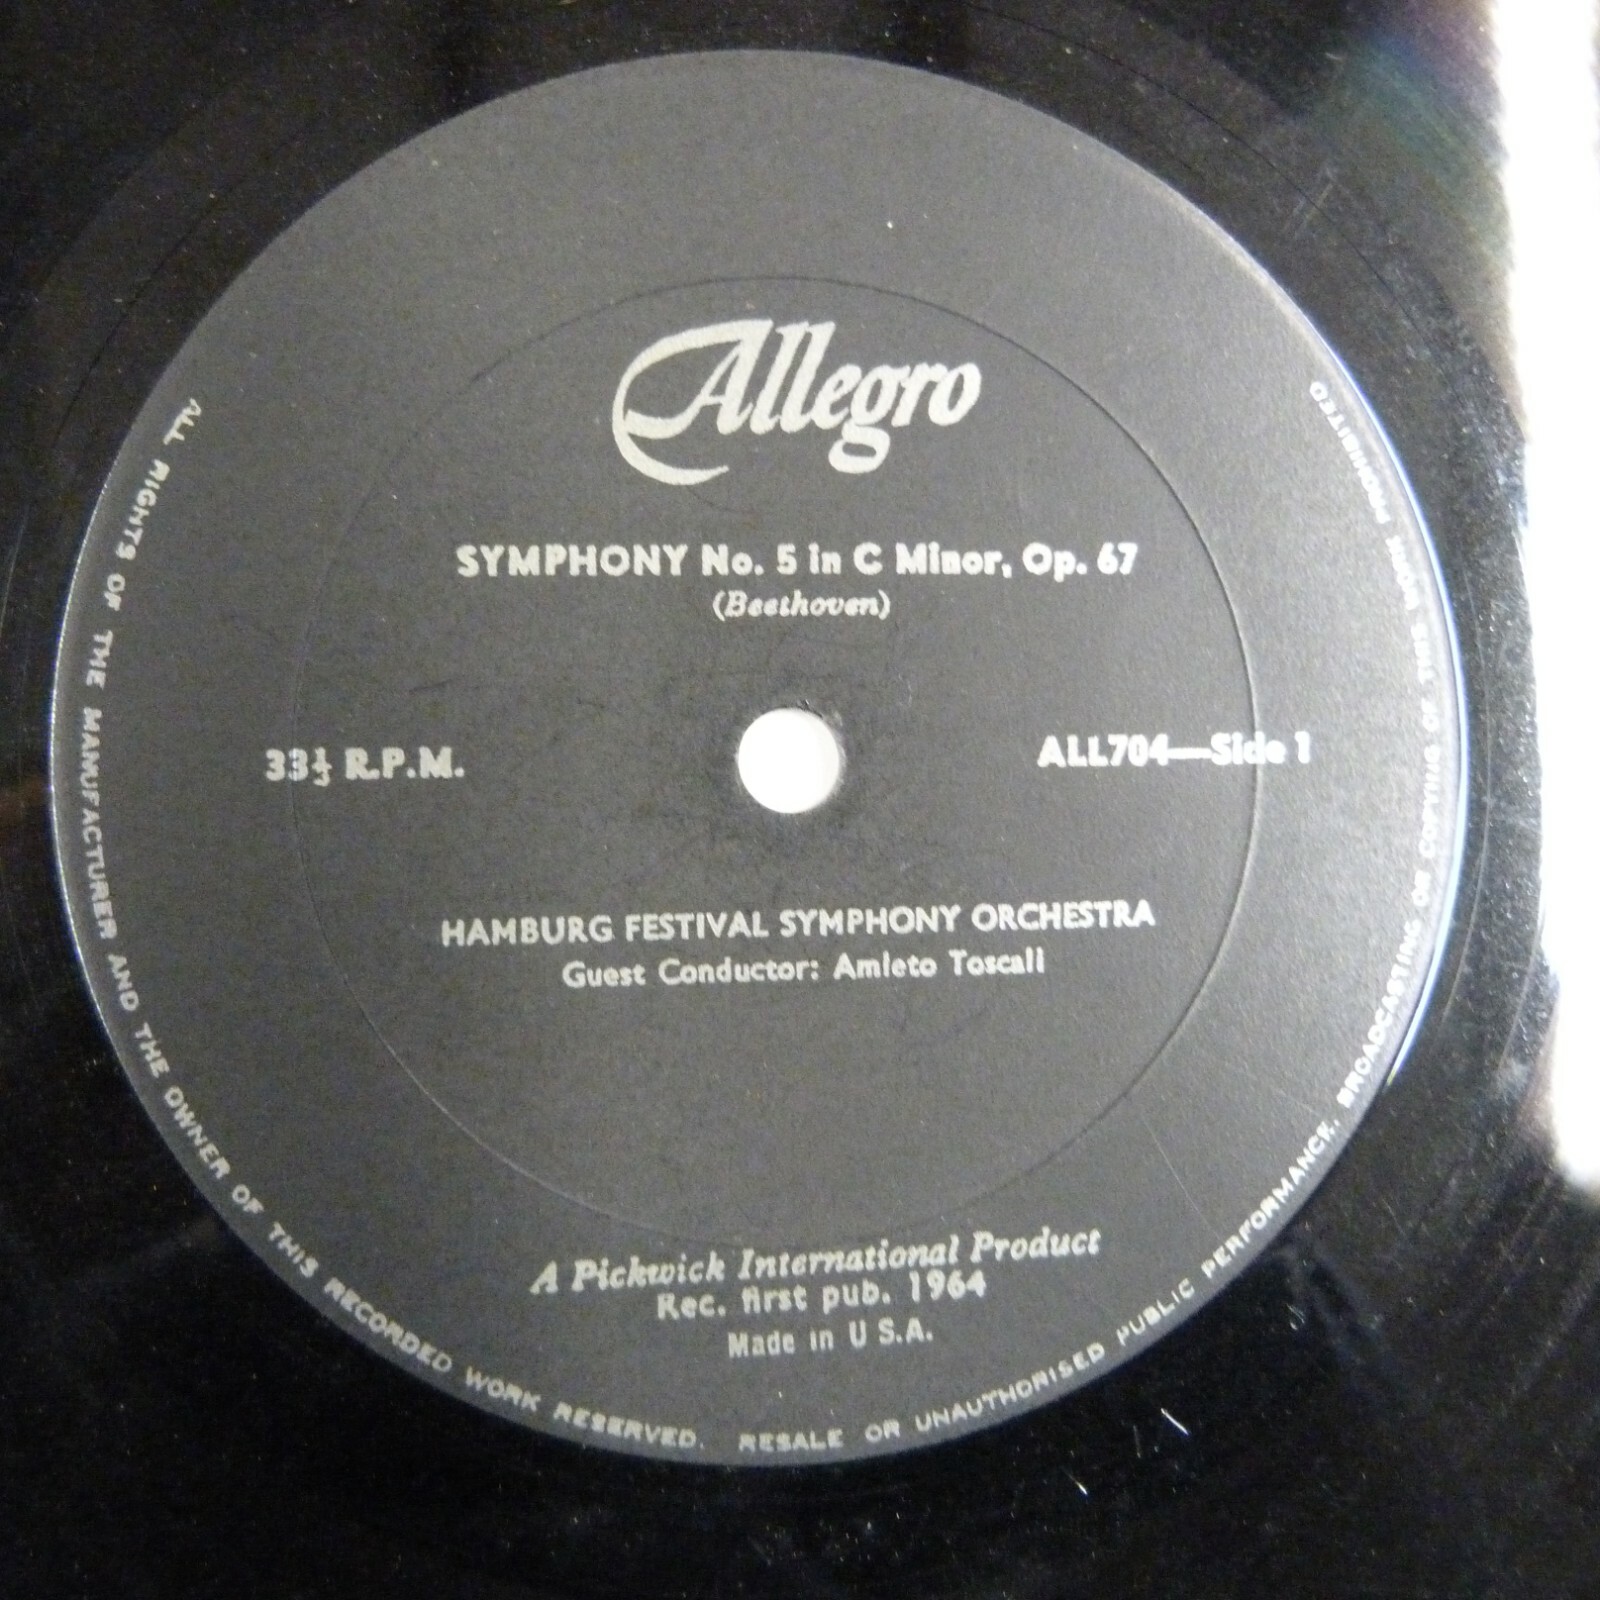 Allegro
SYMPHONY No. 5 in C Minor, Op. 67
(Beethoven)
33⅓ R.P.M.
ALL704—Side 1
HAMBURG FESTIVAL SYMPHONY ORCHESTRA
Guest Conductor: Amleto Toscali
A Pickwick International Product
Rec. first pub. 1964
Made in U S.A.
ALL RIGHTS OF THE MANUFACTURER AND THE OWNER OF THIS RECORDED WORK RESERVED. RESALE OR UNAUTHORISED PUBLIC PERFORMANCE, BROADCASTING OR COPYING OF THIS WORK PROHIBITED